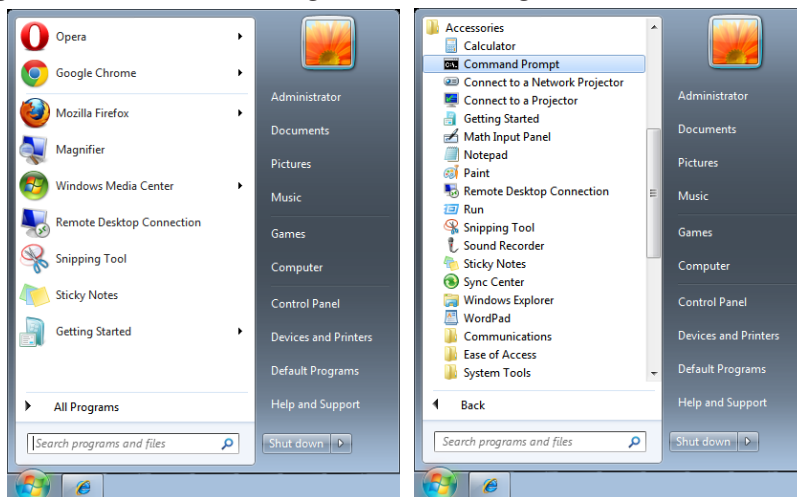 Opera
Google Chrome
Mozilla Firefox
Magnifier
Windows Media Center
Remote Desktop Connection
Snipping Tool
Sticky Notes
Getting Started
All Programs
Search programs and files
Administrator
Documents
Pictures
Music
Games
Computer
Control Panel
Devices and Printers
Default Programs
Help and Support
Shut down
Accessories
Calculator
Command Prompt
Connect to a Network Projector
Connect to a Projector
Getting Started
Math Input Panel
Notepad
Paint
Remote Desktop Connection
Run
Snipping Tool
Sound Recorder
Sticky Notes
Sync Center
Windows Explorer
WordPad
Communications
Ease of Access
System Tools
Back
Search programs and files
Administrator
Documents
Pictures
Music
Games
Computer
Control Panel
Devices and Printers
Default Programs
Help and Support
Shut down